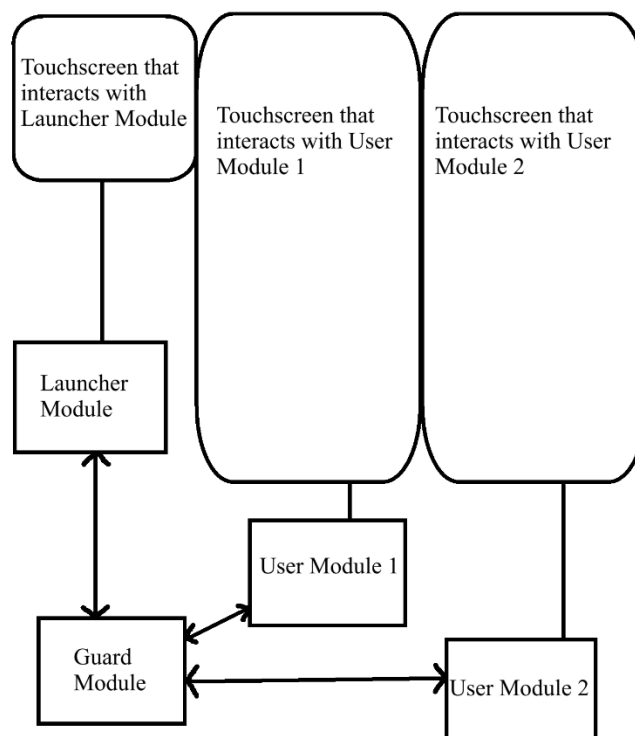 Touchscreen that
interacts with
Launcher Module
Touchscreen that
interacts with User
Module 1
Touchscreen that
interacts with User
Module 2
Launcher
Module
User Module 1
Guard
Module
User Module 2